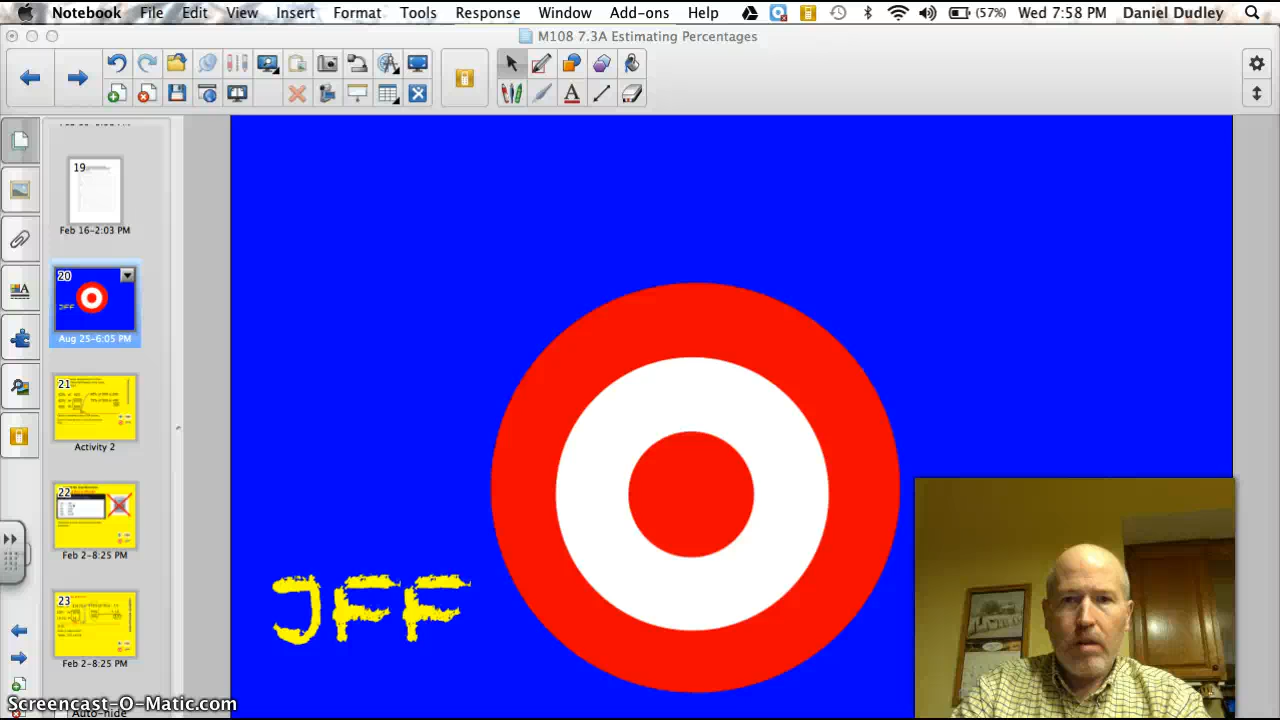 Notebook File Edit View Insert Format Tools Response Window Add-ons Help (57%) Wed 7:58 PM Daniel Dudley
M108 7.3A Estimating Percentages
19
Feb 16-2:03 PM
20
JFF
Aug 25-6:05 PM
21
Activity 2
22
Feb 2-8:25 PM
23
Feb 2-8:25 PM
JFF
Auto-hide
Screencast-O-Matic.com